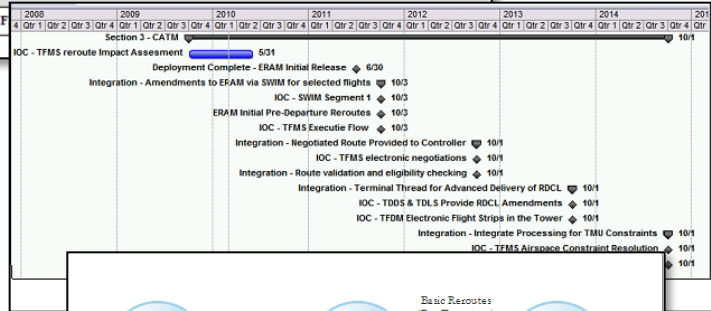 F
2008 2009 2010 2011 2012 2013 2014 201
4 Qtr 1 Qtr 2 Qtr 3 Qtr 4 Qtr 1 Qtr 2 Qtr 3 Qtr 4 Qtr 1 Qtr 2 Qtr 3 Qtr 4 Qtr 1 Qtr 2 Qtr 3 Qtr 4 Qtr 1 Qtr 2 Qtr 3 Qtr 4 Qtr 1 Qtr 2 Qtr 3 Qtr 4 Qtr 1 Qtr 2 Qtr 3 Qtr 4 Qtr
Section 3 - CATM 10/1
IOC - TFMS reroute Impact Assesment 5/31
Deployment Complete - ERAM Initial Release 6/30
Integration - Amendments to ERAM via SWIM for selected flights 10/3
IOC - SWIM Segment 1 10/3
ERAM Initial Pre-Departure Reroutes 10/3
IOC - TFMS Executie Flow 10/3
Integration - Negotiated Route Provided to Controller 10/1
IOC - TFMS electronic negotiations 10/1
Integration - Route validation and eligibility checking 10/1
Integration - Terminal Thread for Advanced Delivery of RDCL 10/1
IOC - TDDS & TDLS Provide RDCL Amendments 10/1
IOC - TFDM Electronic Flight Strips in the Tower 10/1
Integration - Integrate Processing for TMU Constraints 10/1
IOC - TFMS Airspace Constraint Resolution 10/1
10/1
Basic Reroutes